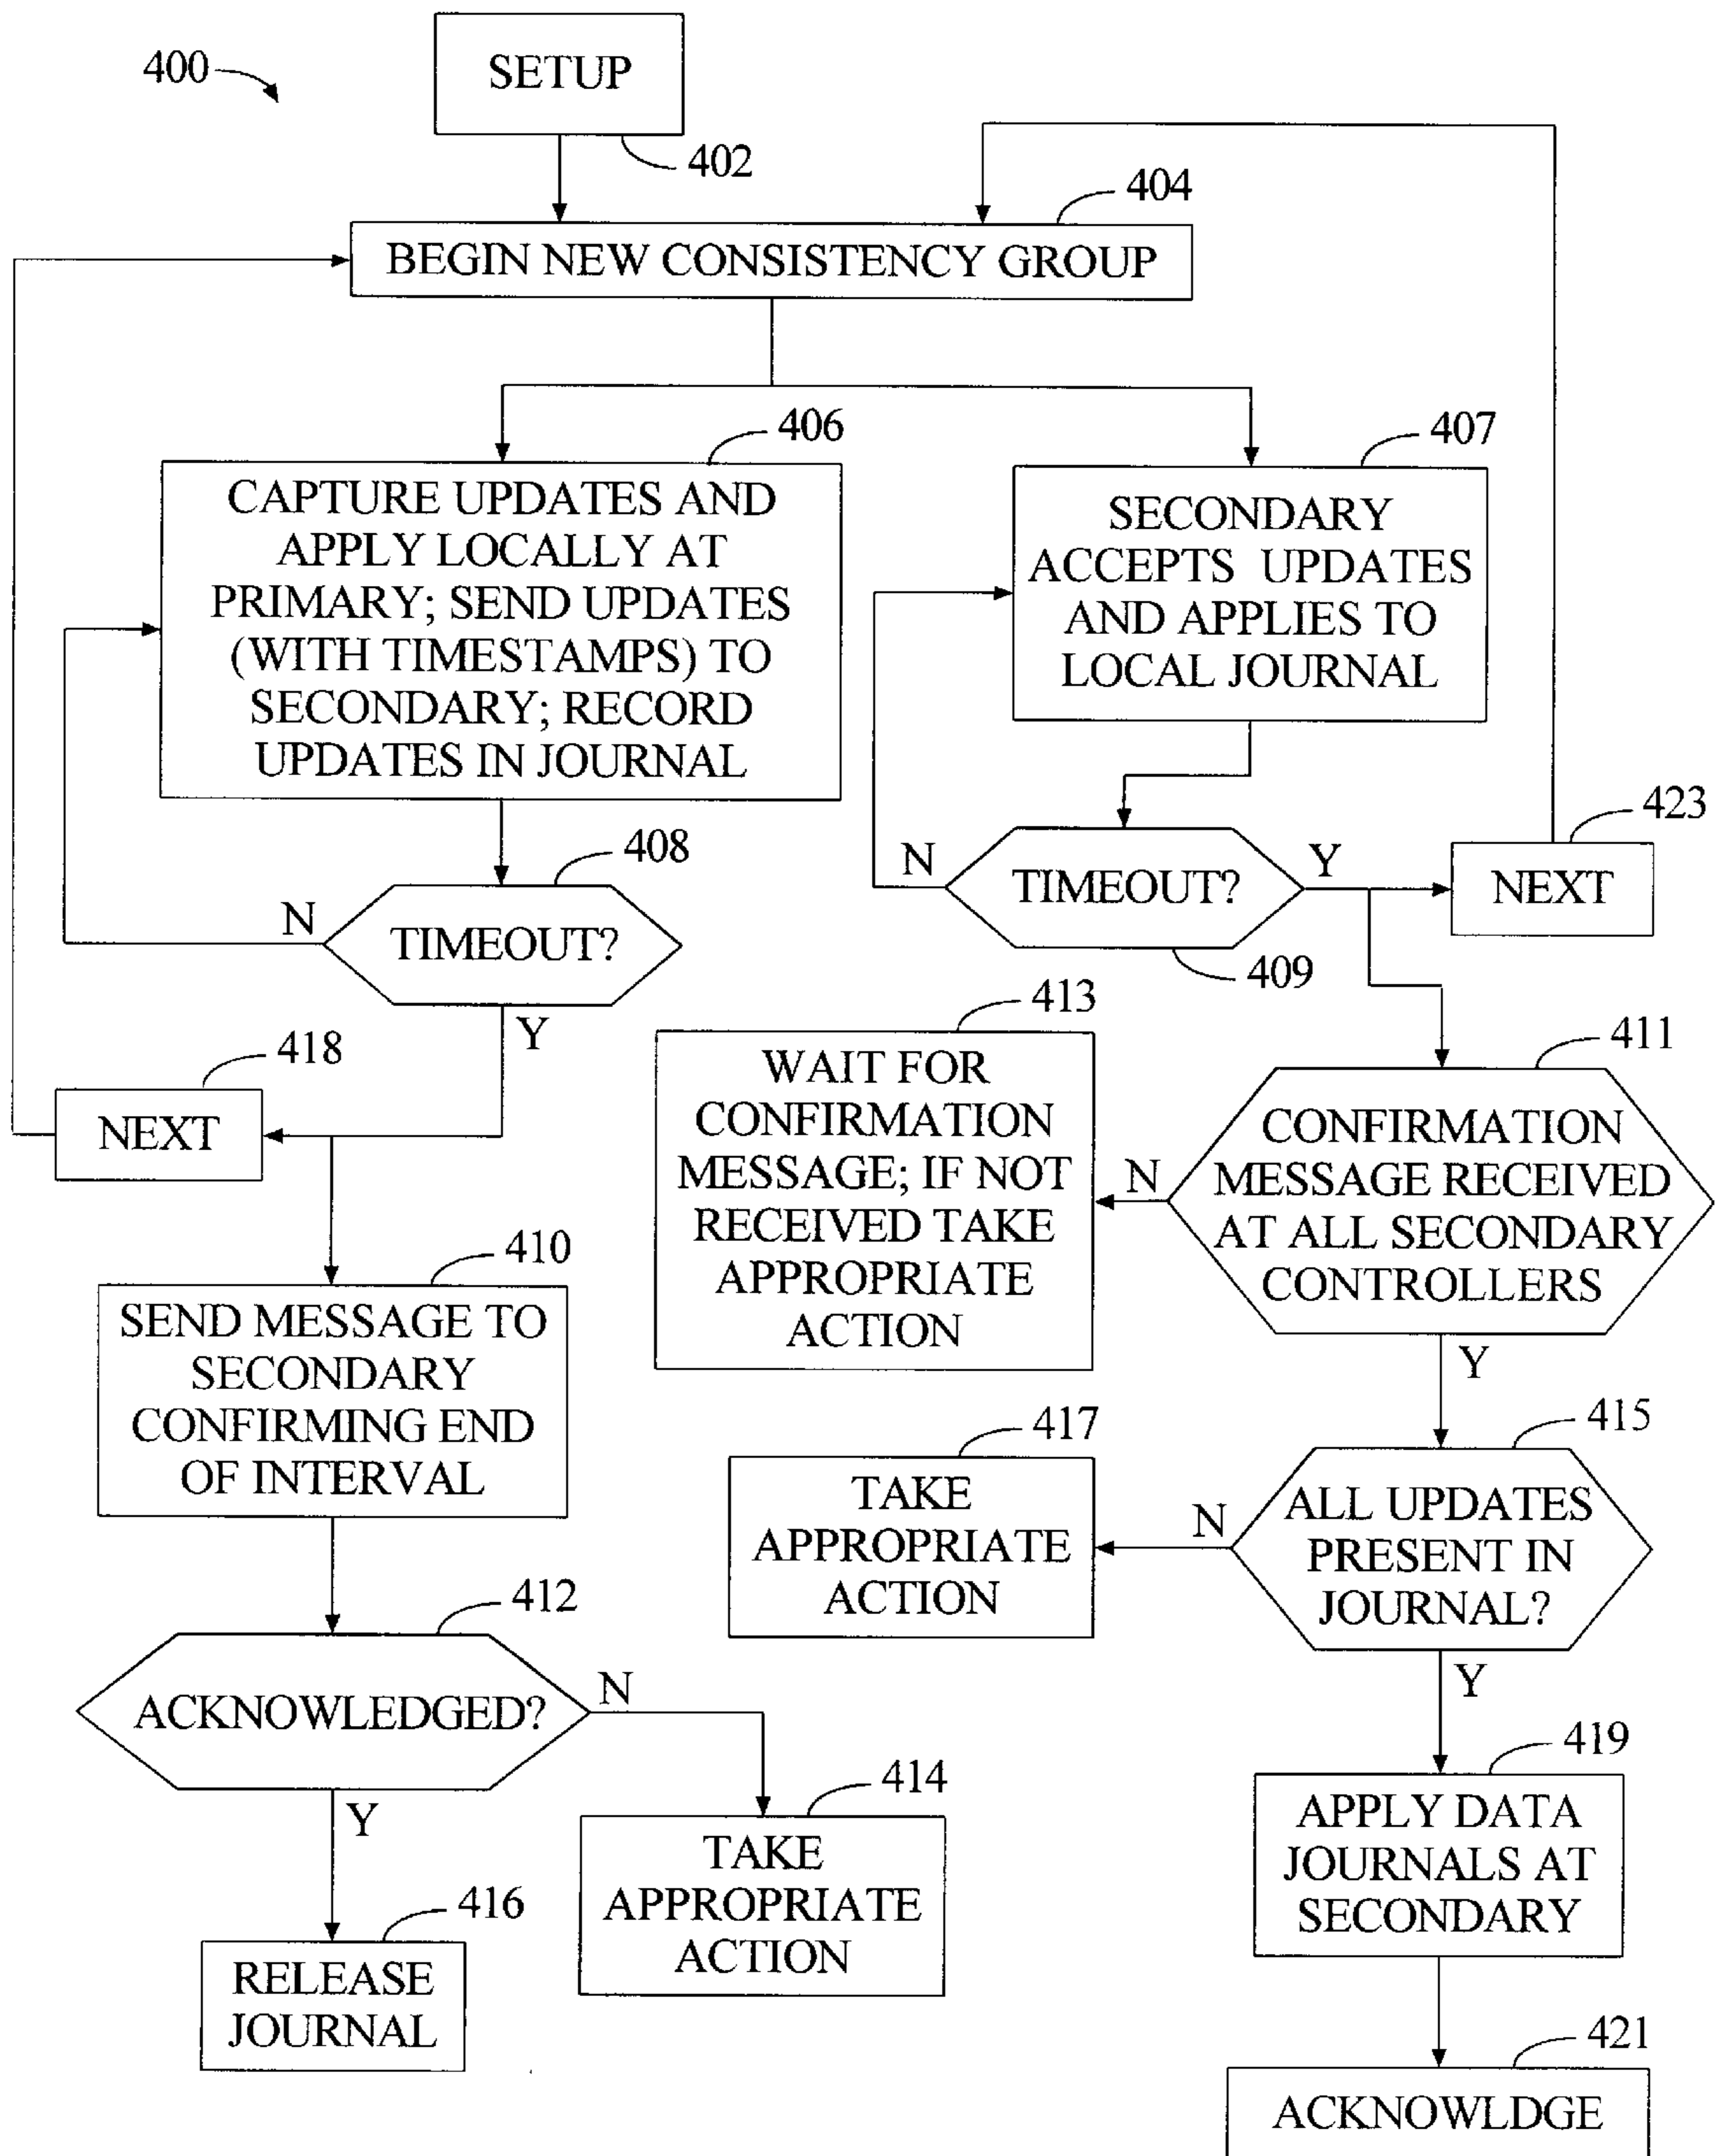 400
SETUP
402
404
BEGIN NEW CONSISTENCY GROUP
406
CAPTURE UPDATES AND
APPLY LOCALLY AT
PRIMARY; SEND UPDATES
(WITH TIMESTAMPS) TO
SECONDARY; RECORD
UPDATES IN JOURNAL
407
SECONDARY
ACCEPTS UPDATES
AND APPLIES TO
LOCAL JOURNAL
408
N
TIMEOUT?
Y
N
TIMEOUT?
Y
409
423
NEXT
418
NEXT
413
WAIT FOR
CONFIRMATION
MESSAGE; IF NOT
RECEIVED TAKE
APPROPRIATE
ACTION
411
N
CONFIRMATION
MESSAGE RECEIVED
AT ALL SECONDARY
CONTROLLERS
Y
410
SEND MESSAGE TO
SECONDARY
CONFIRMING END
OF INTERVAL
417
TAKE
APPROPRIATE
ACTION
415
N
ALL UPDATES
PRESENT IN
JOURNAL?
Y
412
ACKNOWLEDGED?
N
Y
414
TAKE
APPROPRIATE
ACTION
419
APPLY DATA
JOURNALS AT
SECONDARY
416
RELEASE
JOURNAL
421
ACKNOWLDGE